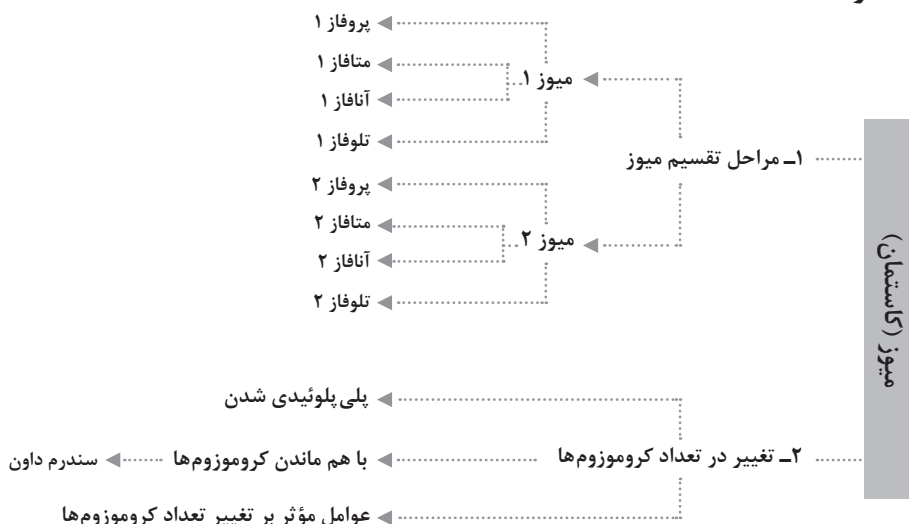 میوز (کاستمان)
۱ـ مراحل تقسیم میوز
میوز ۱
پروفاز ۱
متافاز ۱
آنافاز ۱
تلوفاز ۱
میوز ۲
پروفاز ۲
متافاز ۲
آنافاز ۲
تلوفاز ۲
۲ـ تغییر در تعداد کروموزوم‌ها
پلی‌پلوئیدی شدن
با هم ماندن کروموزوم‌ها
سندرم داون
عوامل مؤثر بر تغییر تعداد کروموزوم‌ها